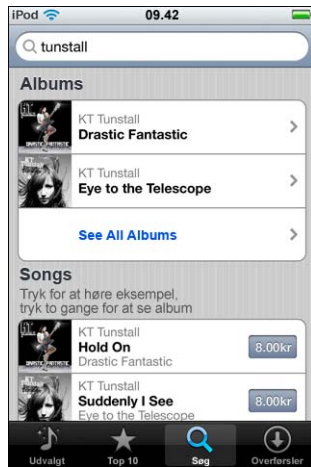 iPod 09.42
tunstall
Albums
KT Tunstall
Drastic Fantastic
KT Tunstall
Eye to the Telescope
See All Albums
Songs
Tryk for at høre eksempel,
tryk to gange for at se album
KT Tunstall
Hold On
8.00kr
Drastic Fantastic
KT Tunstall
Suddenly I See
8.00kr
Eye to the Telescope
Udvalgt Top 10 Søg Overførsler